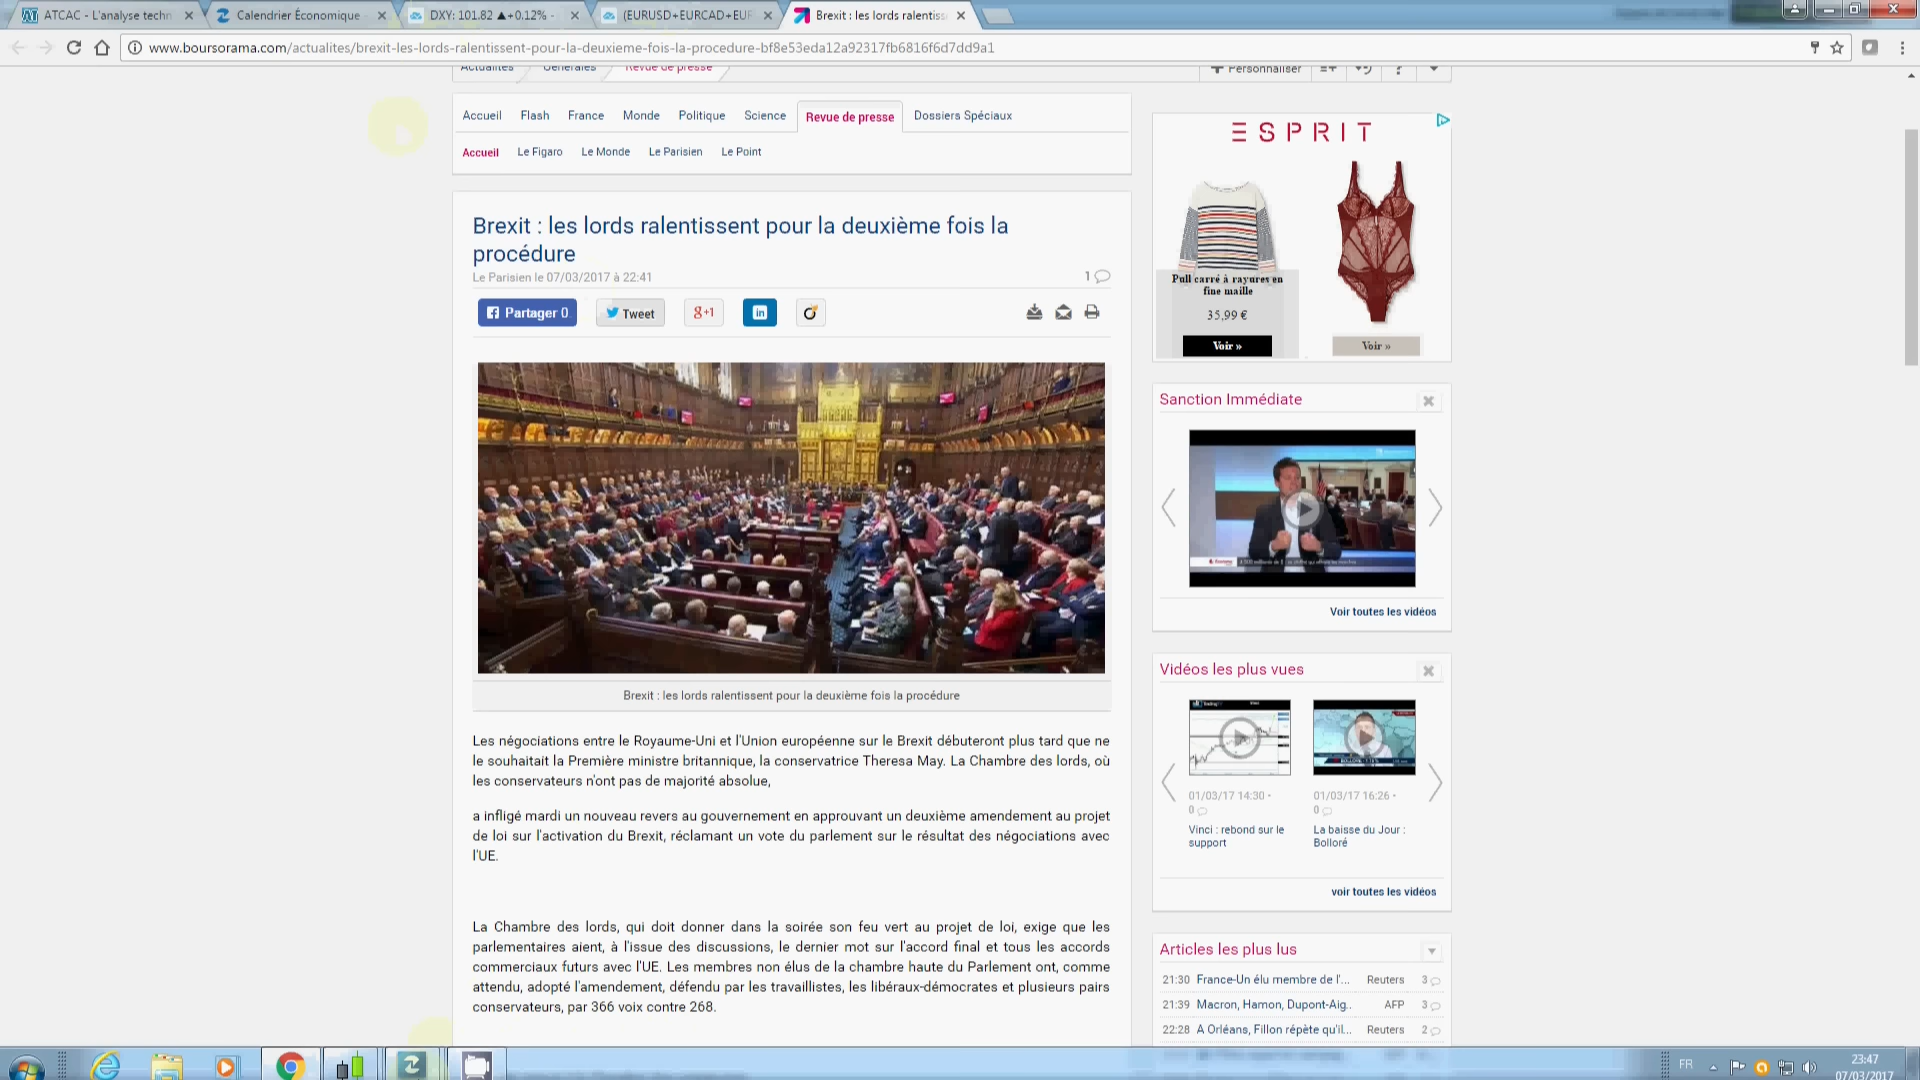 ATCAC - L'analyse techn
Calendrier Économique
DXY: 101.82 ▲+0.12%
(EURUSD+EURCAD+EUF
Brexit : les lords ralentiss
www.boursorama.com/actualites/brexit-les-lords-ralentissent-pour-la-deuxieme-fois-la-procedure-bf8e53eda12a92317fb6816f6d7dd9a1
Actualités
Générales
Revue de presse
Personnaliser
Accueil
Flash
France
Monde
Politique
Science
Revue de presse
Dossiers Spéciaux
Accueil
Le Figaro
Le Monde
Le Parisien
Le Point
Brexit : les lords ralentissent pour la deuxième fois la
procédure
Le Parisien le 07/03/2017 à 22:41
1
Partager 0
Tweet
g+1
in
Brexit : les lords ralentissent pour la deuxième fois la procédure
Les négociations entre le Royaume-Uni et l'Union européenne sur le Brexit débuteront plus tard que ne
le souhaitait la Première ministre britannique, la conservatrice Theresa May. La Chambre des lords, où
les conservateurs n'ont pas de majorité absolue,
a infligé mardi un nouveau revers au gouvernement en approuvant un deuxième amendement au projet
de loi sur l'activation du Brexit, réclamant un vote du parlement sur le résultat des négociations avec
l'UE.
La Chambre des lords, qui doit donner dans la soirée son feu vert au projet de loi, exige que les
parlementaires aient, à l'issue des discussions, le dernier mot sur l'accord final et tous les accords
commerciaux futurs avec l'UE. Les membres non élus de la chambre haute du Parlement ont, comme
attendu, adopté l'amendement, défendu par les travaillistes, les libéraux-démocrates et plusieurs pairs
conservateurs, par 366 voix contre 268.
ESPRIT
Pull carré à rayures en
fine maille
35,99 €
Voir »
Voir »
Sanction Immédiate
Voir toutes les vidéos
Vidéos les plus vues
01/03/17 14:30 -
0
Vinci : rebond sur le
support
01/03/17 16:26 -
0
La baisse du Jour :
Bolloré
voir toutes les vidéos
Articles les plus lus
21:30 France-Un élu membre de l'... Reuters 3
21:39 Macron, Hamon, Dupont-Aig.. AFP 3
22:28 A Orléans, Fillon répète qu'il... Reuters 2
FR
23:47
07/03/2017